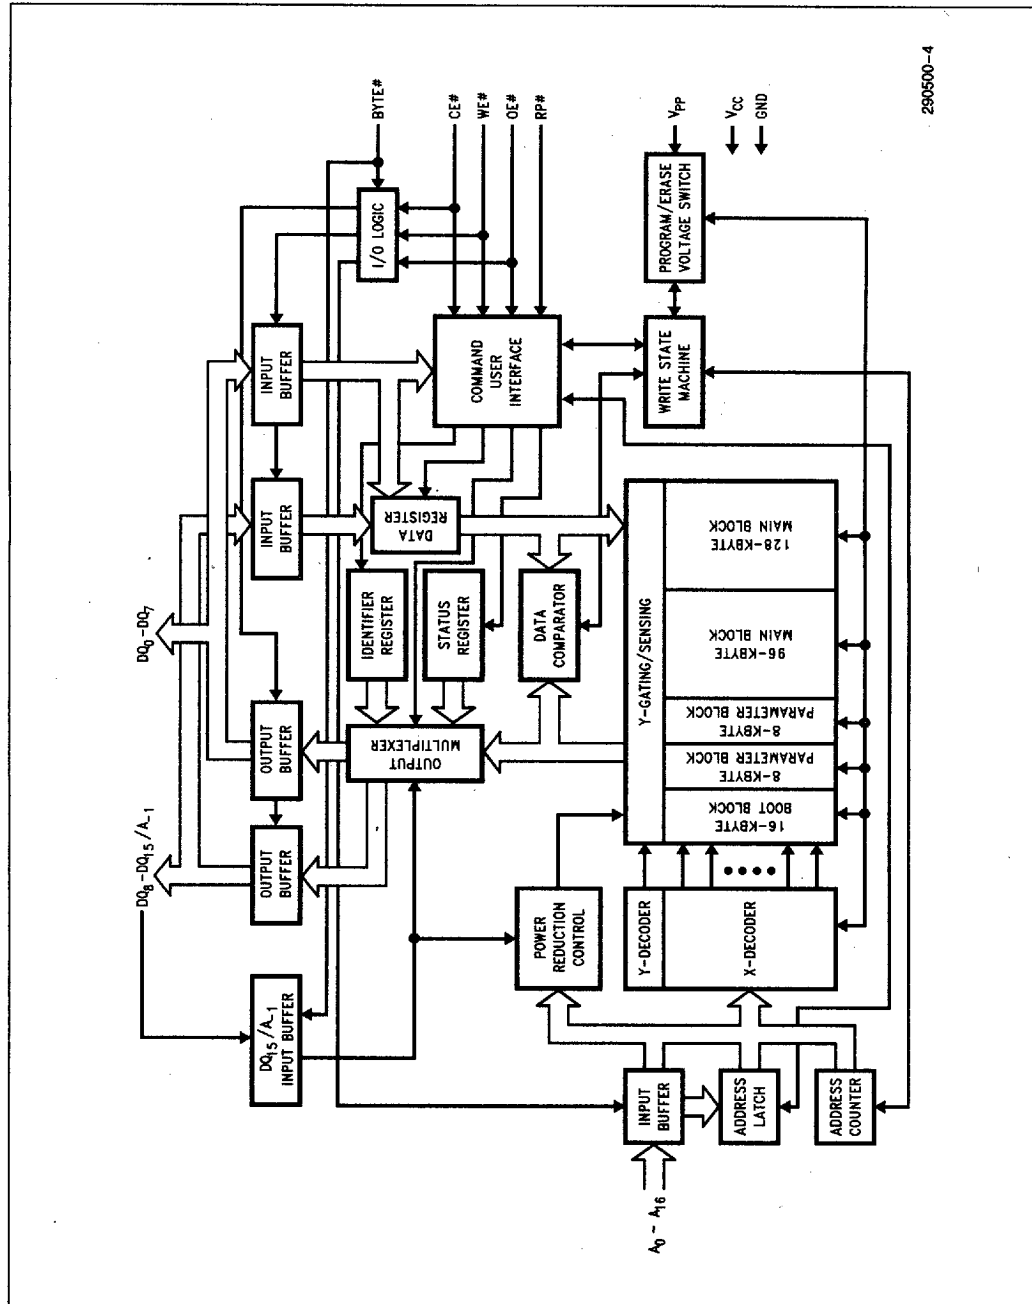 DQ8-DQ15/A-1
DQ0-DQ7
DQ15/A-1
INPUT BUFFER
OUTPUT
BUFFER
OUTPUT
BUFFER
INPUT
BUFFER
INPUT
BUFFER
I/O LOGIC
BYTE#
CE#
WE#
OE#
RP#
OUTPUT
MULTIPLEXER
IDENTIFIER
REGISTER
STATUS
REGISTER
DATA
REGISTER
COMMAND
USER
INTERFACE
POWER
REDUCTION
CONTROL
DATA
COMPARATOR
A0 - A16
INPUT
BUFFER
ADDRESS
LATCH
ADDRESS
COUNTER
Y-DECODER
X-DECODER
Y-GATING/SENSING
16-KBYTE
BOOT BLOCK
8-KBYTE
PARAMETER BLOCK
8-KBYTE
PARAMETER BLOCK
96-KBYTE
MAIN BLOCK
128-KBYTE
MAIN BLOCK
WRITE STATE
MACHINE
PROGRAM/ERASE
VOLTAGE SWITCH
VPP
VCC
GND
290500-4